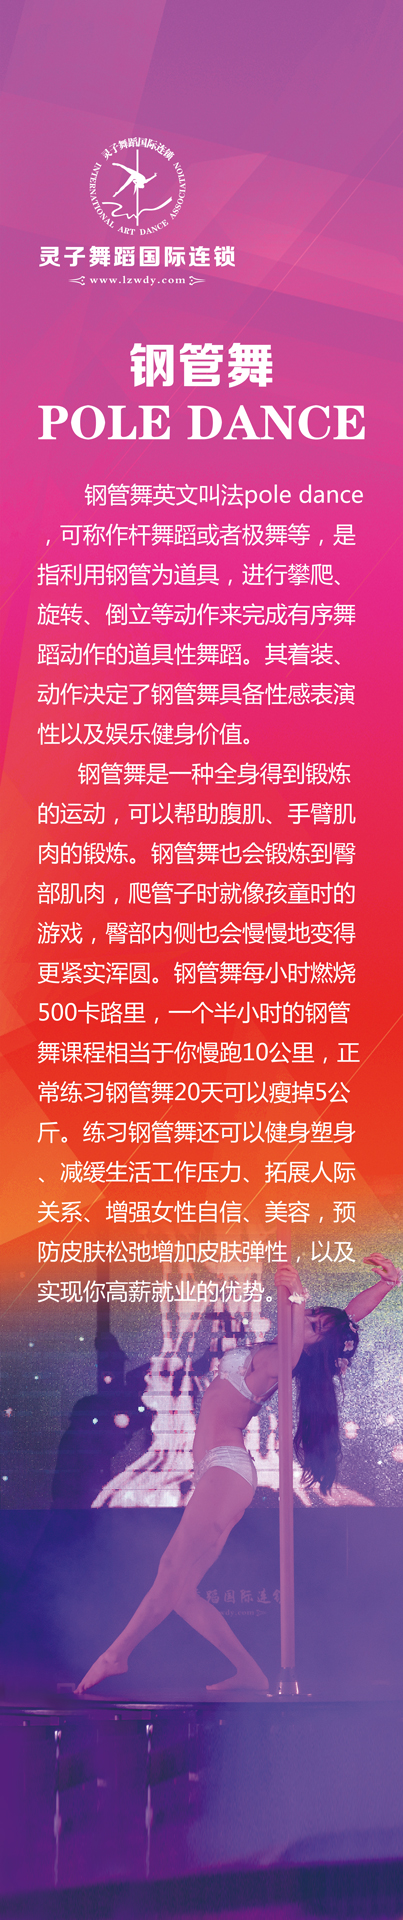 灵子舞蹈国际连锁
INTERNATIONAL ART DANCE ASSOCIATION
灵子舞蹈国际连锁
www.lzwdy.com
钢管舞
POLE DANCE
钢管舞英文叫法pole dance
，可称作杆舞蹈或者极舞等，是
指利用钢管为道具，进行攀爬、
旋转、倒立等动作来完成有序舞
蹈动作的道具性舞蹈。其着装、
动作决定了钢管舞具备性感表演
性以及娱乐健身价值。
钢管舞是一种全身得到锻炼
的运动，可以帮助腹肌、手臂肌
肉的锻炼。钢管舞也会锻炼到臀
部肌肉，爬管子时就像孩童时的
游戏，臀部内侧也会慢慢地变得
更紧实浑圆。钢管舞每小时燃烧
500卡路里，一个半小时的钢管
舞课程相当于你慢跑10公里，正
常练习钢管舞20天可以瘦掉5公
斤。练习钢管舞还可以健身塑身
、减缓生活工作压力、拓展人际
关系、增强女性自信、美容，预
防皮肤松弛增加皮肤弹性，以及
实现你高薪就业的优势。
蹈国际连锁